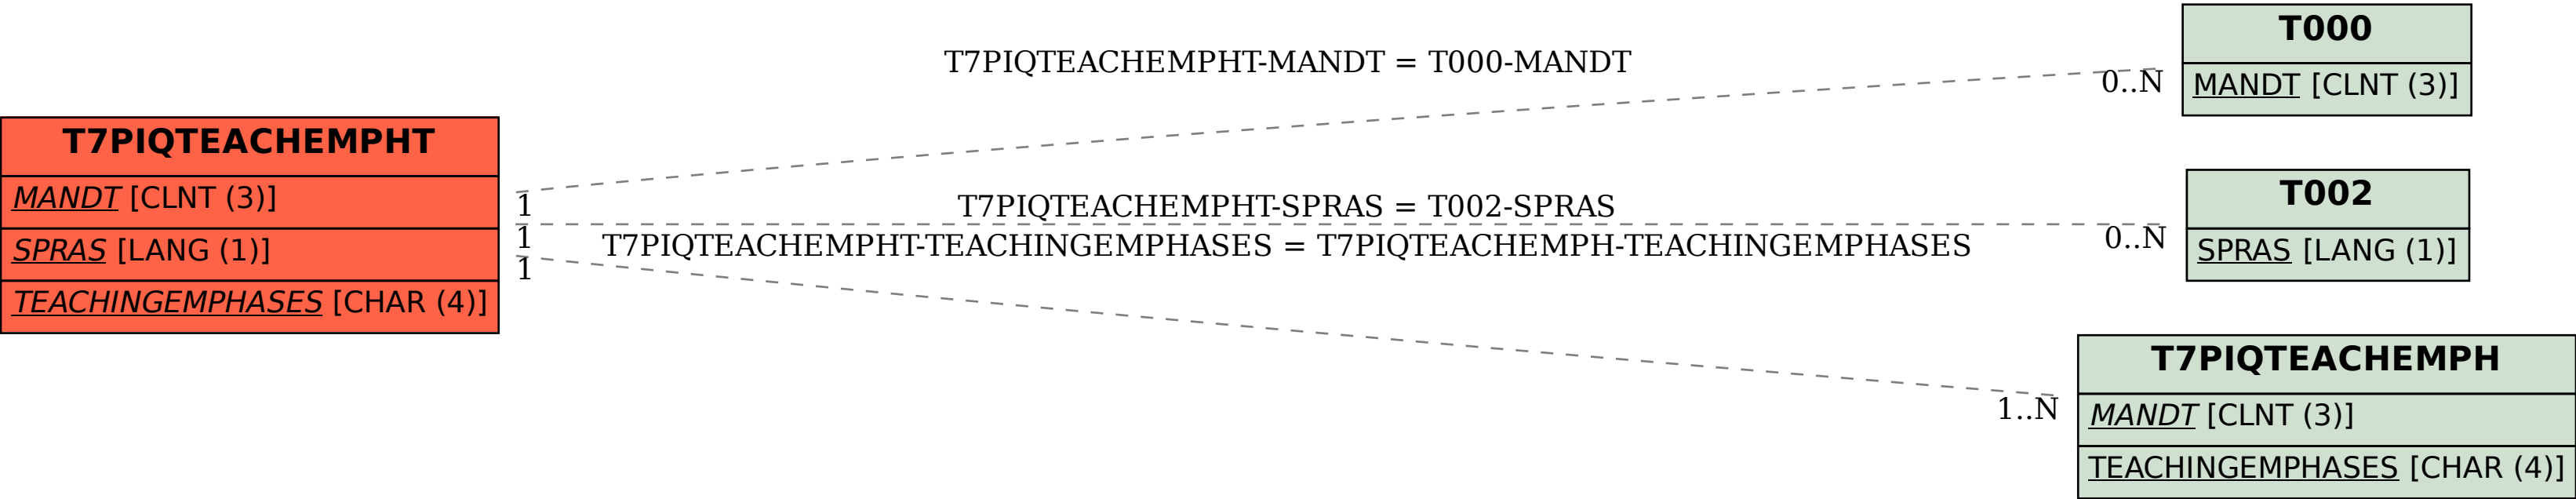 T7PIQTEACHEMPHT
MANDT [CLNT (3)]
SPRAS [LANG (1)]
TEACHINGEMPHASES [CHAR (4)]
T7PIQTEACHEMPHT-MANDT = T000-MANDT
1
0..N
T7PIQTEACHEMPHT-SPRAS = T002-SPRAS
1
0..N
T7PIQTEACHEMPHT-TEACHINGEMPHASES = T7PIQTEACHEMPH-TEACHINGEMPHASES
1
1..N
T000
MANDT [CLNT (3)]
T002
SPRAS [LANG (1)]
T7PIQTEACHEMPH
MANDT [CLNT (3)]
TEACHINGEMPHASES [CHAR (4)]